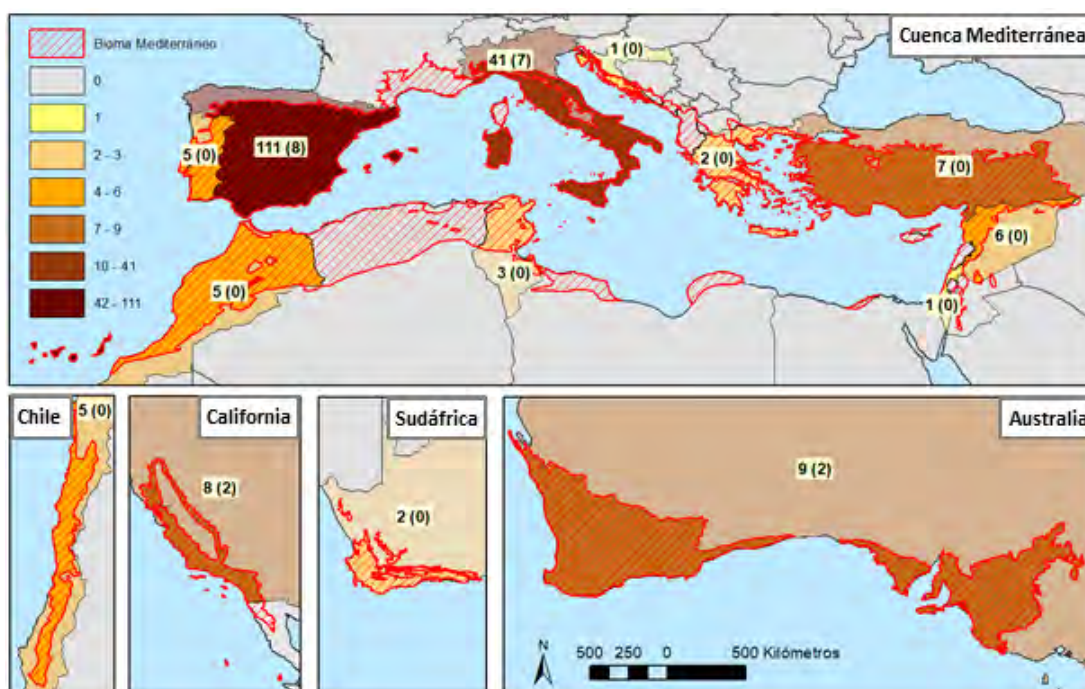 Cuenca Mediterránea
Bioma Mediterráneo
0
1
2 - 3
4 - 6
7 - 9
10 - 41
42 - 111
1 (0)
41 (7)
111 (8)
5 (0)
2 (0)
7 (0)
6 (0)
3 (0)
5 (0)
1 (0)
Chile
5 (0)
California
8 (2)
Sudáfrica
2 (0)
Australia
9 (2)
N
500 250 0 500 Kilómetros